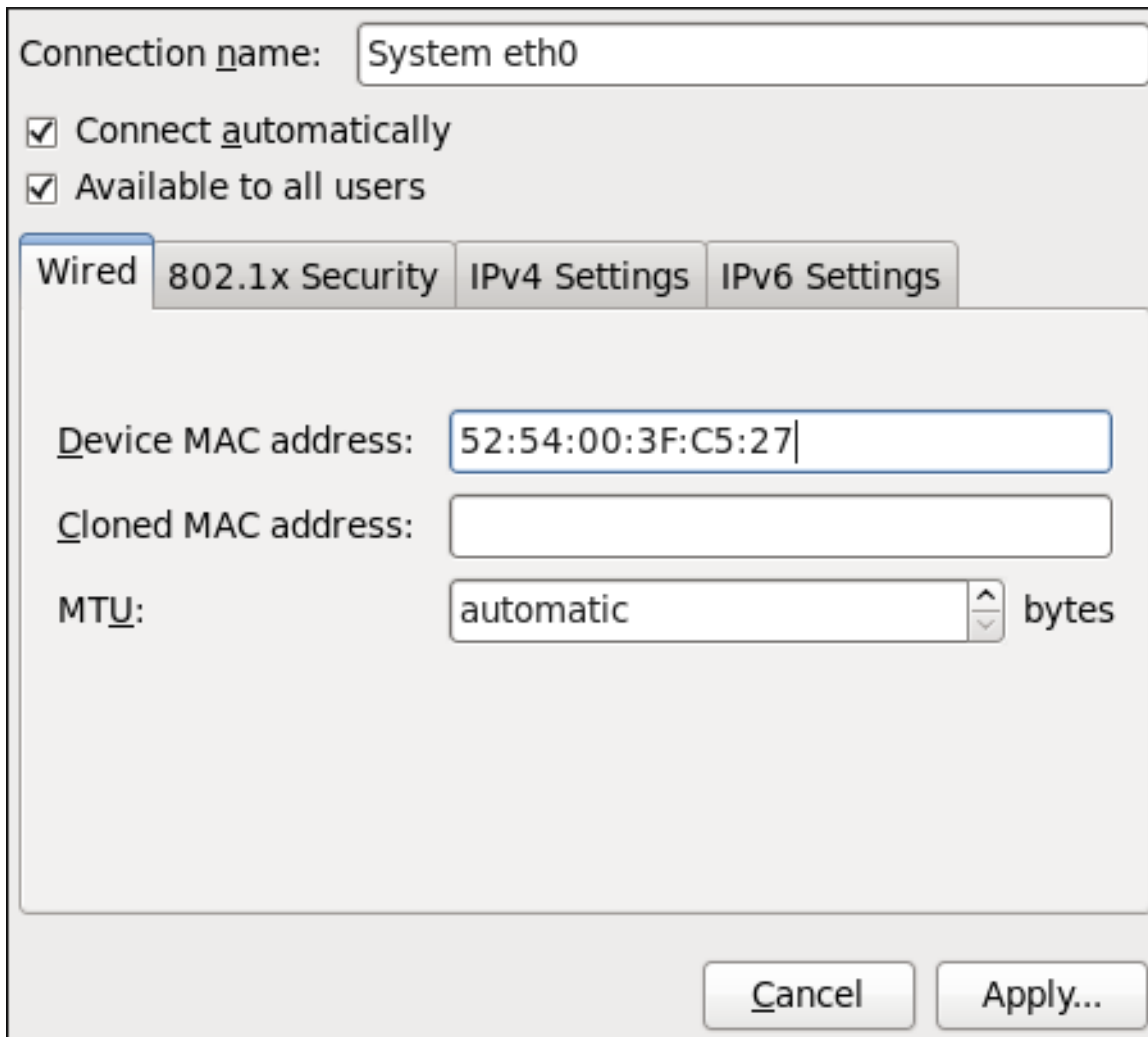 Connection name: System eth0
Connect automatically
Available to all users
Wired 802.1x Security IPv4 Settings IPv6 Settings
Device MAC address: 52:54:00:3F:C5:27
Cloned MAC address:
MTU: automatic bytes
Cancel Apply...